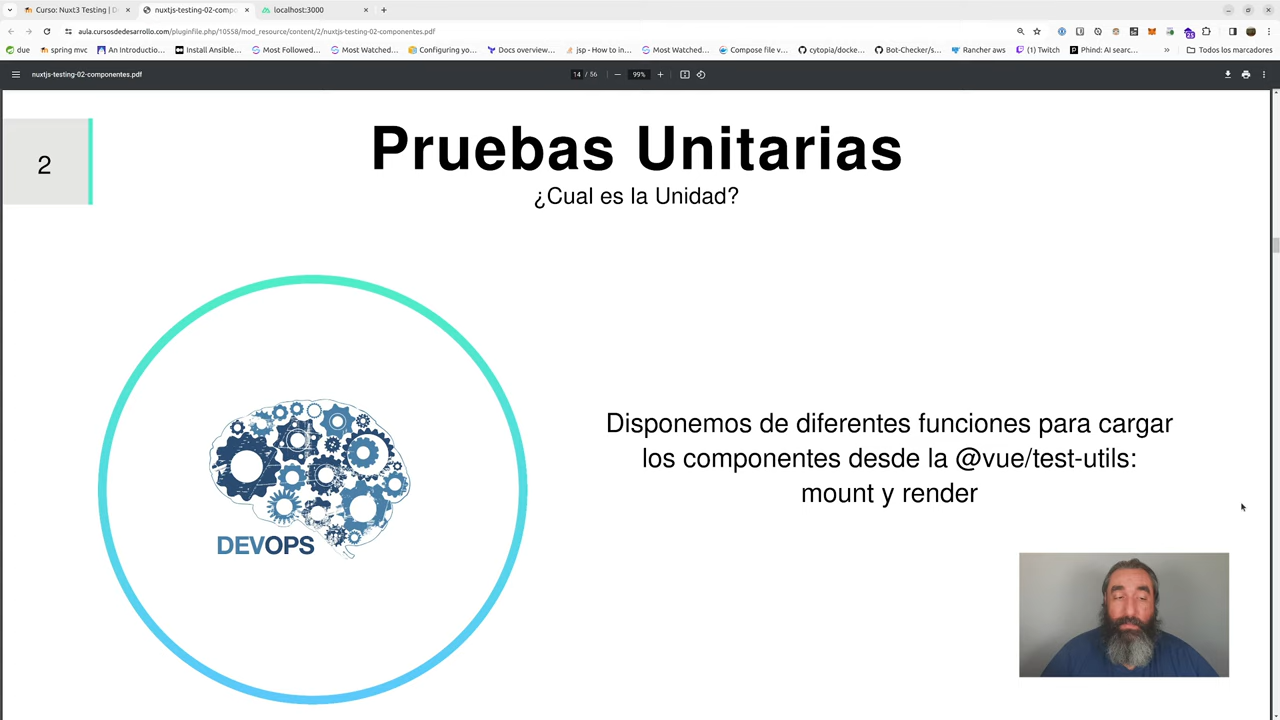 Curso: Nuxt3 Testing | D
nuxtjs-testing-02-compo
localhost:3000
aula.cursosdedesarrollo.com/pluginfile.php/10558/mod_resource/content/2/nuxtjs-testing-02-componentes.pdf
due
spring mvc
An Introduction...
Install Ansible...
Most Followed...
Most Watched...
Configuring yo...
Docs overview...
jsp - How to in...
Most Watched...
Compose file v...
cytopia/docke...
Bot-Checker/s...
Rancher aws
(1) Twitch
Phind: AI searc...
»
Todos los marcadores
nuxtjs-testing-02-componentes.pdf
14 / 56
99%
2
Pruebas Unitarias
¿Cual es la Unidad?
Disponemos de diferentes funciones para cargar
los componentes desde la @vue/test-utils:
mount y render
DEVOPS